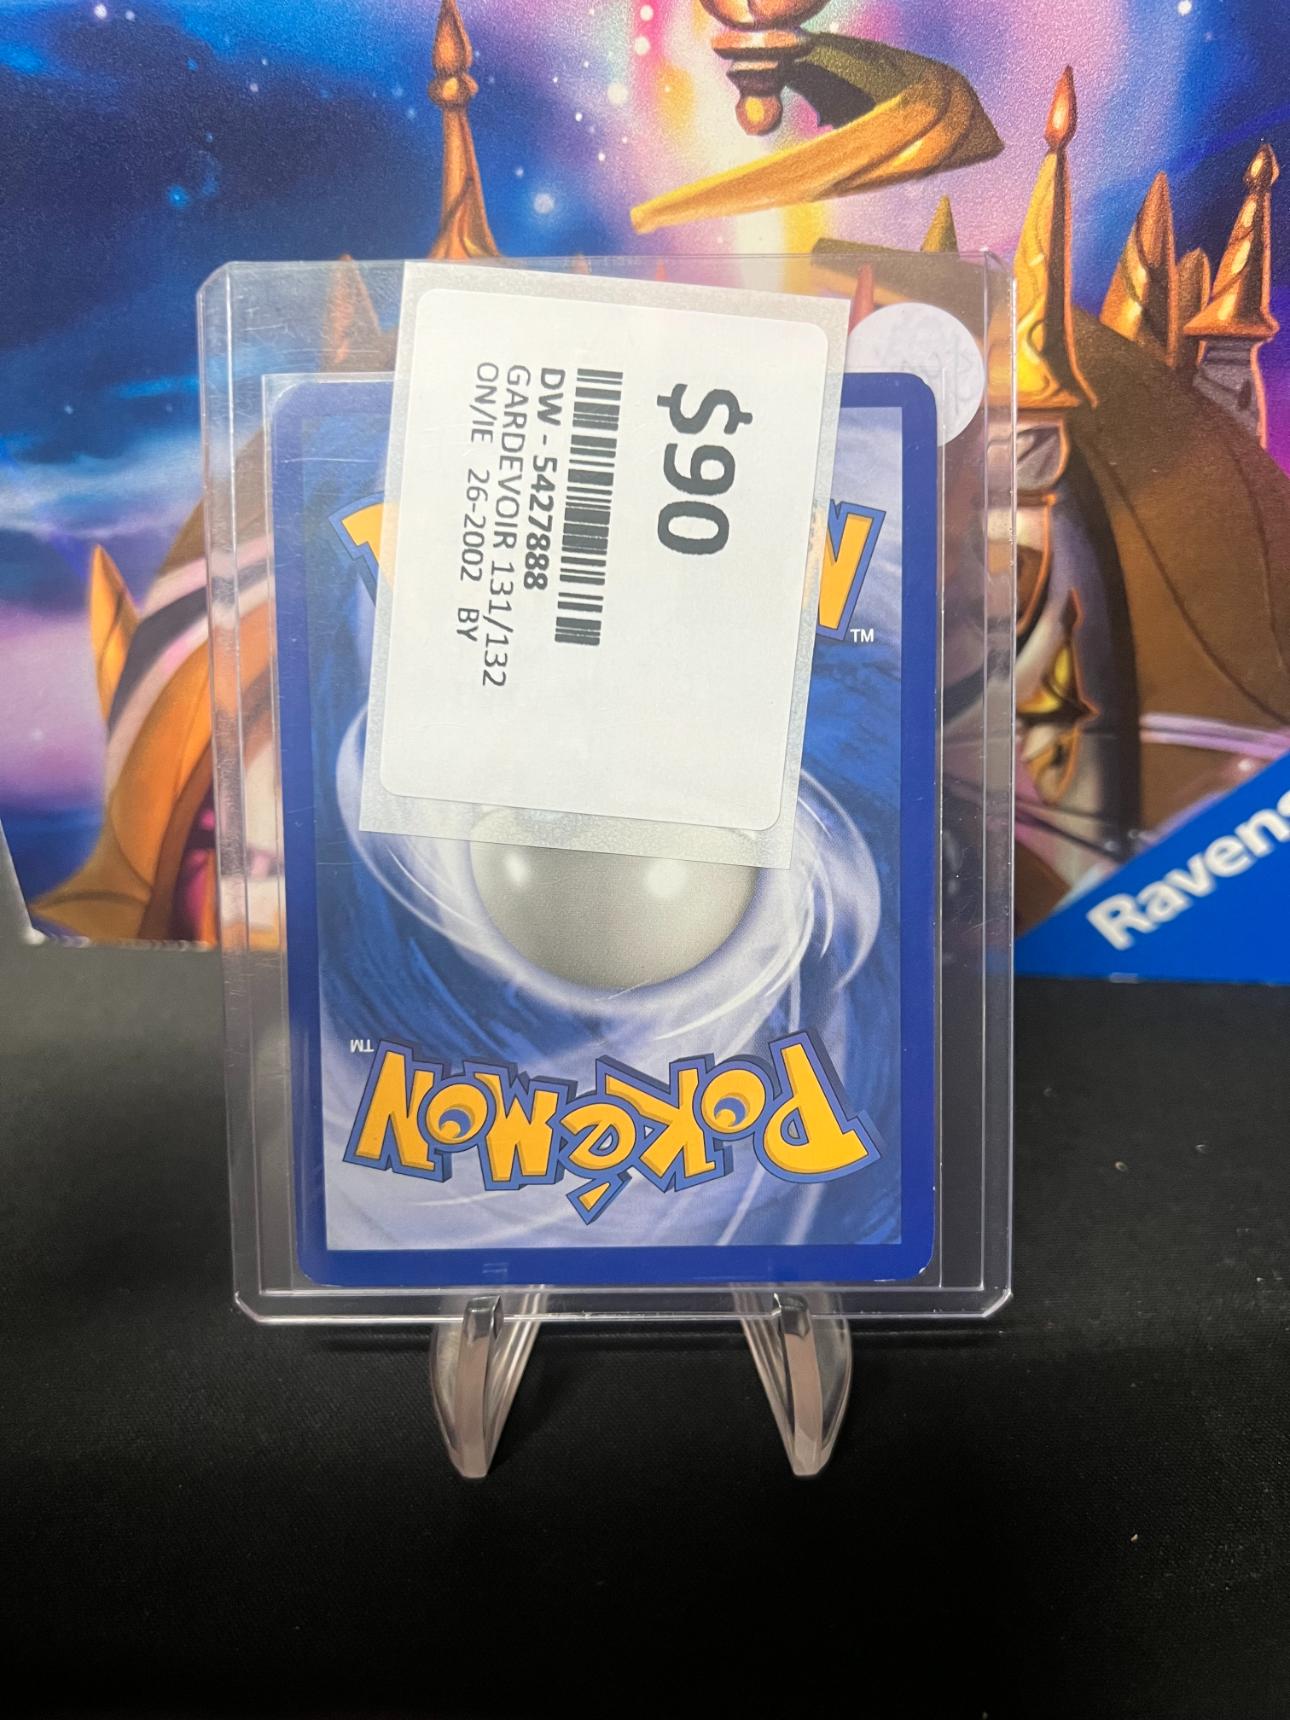 $90
DW - 5427888
GARDEVOIR 131/132
ON/IE 26-2002 BY
TM
TM
POKéMON
Ravens